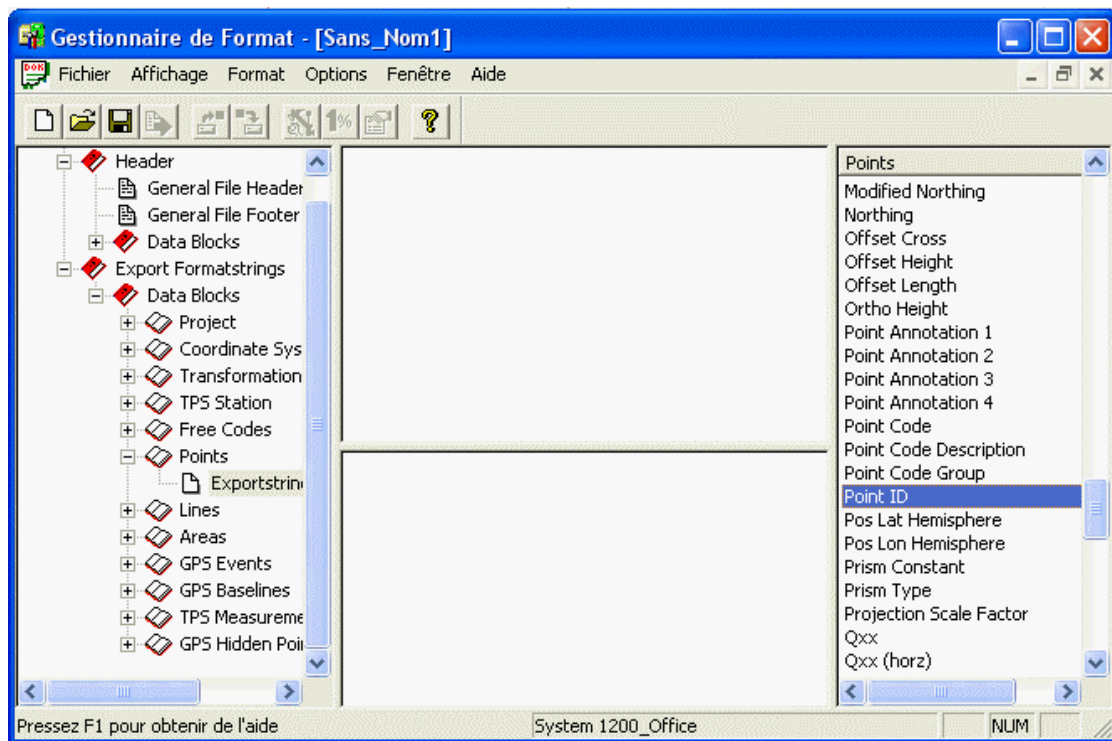 Gestionnaire de Format - [Sans_Nom1]
Fichier Affichage Format Options Fenêtre Aide
1%
Header
General File Header
General File Footer
Data Blocks
Export Formatstrings
Data Blocks
Project
Coordinate Sys
Transformation
TPS Station
Free Codes
Points
Exportstrin
Lines
Areas
GPS Events
GPS Baselines
TPS Measureme
GPS Hidden Poi
Points
Modified Northing
Northing
Offset Cross
Offset Height
Offset Length
Ortho Height
Point Annotation 1
Point Annotation 2
Point Annotation 3
Point Annotation 4
Point Code
Point Code Description
Point Code Group
Point ID
Pos Lat Hemisphere
Pos Lon Hemisphere
Prism Constant
Prism Type
Projection Scale Factor
Qxx
Qxx (horz)
Pressez F1 pour obtenir de l'aide
System 1200_Office
NUM